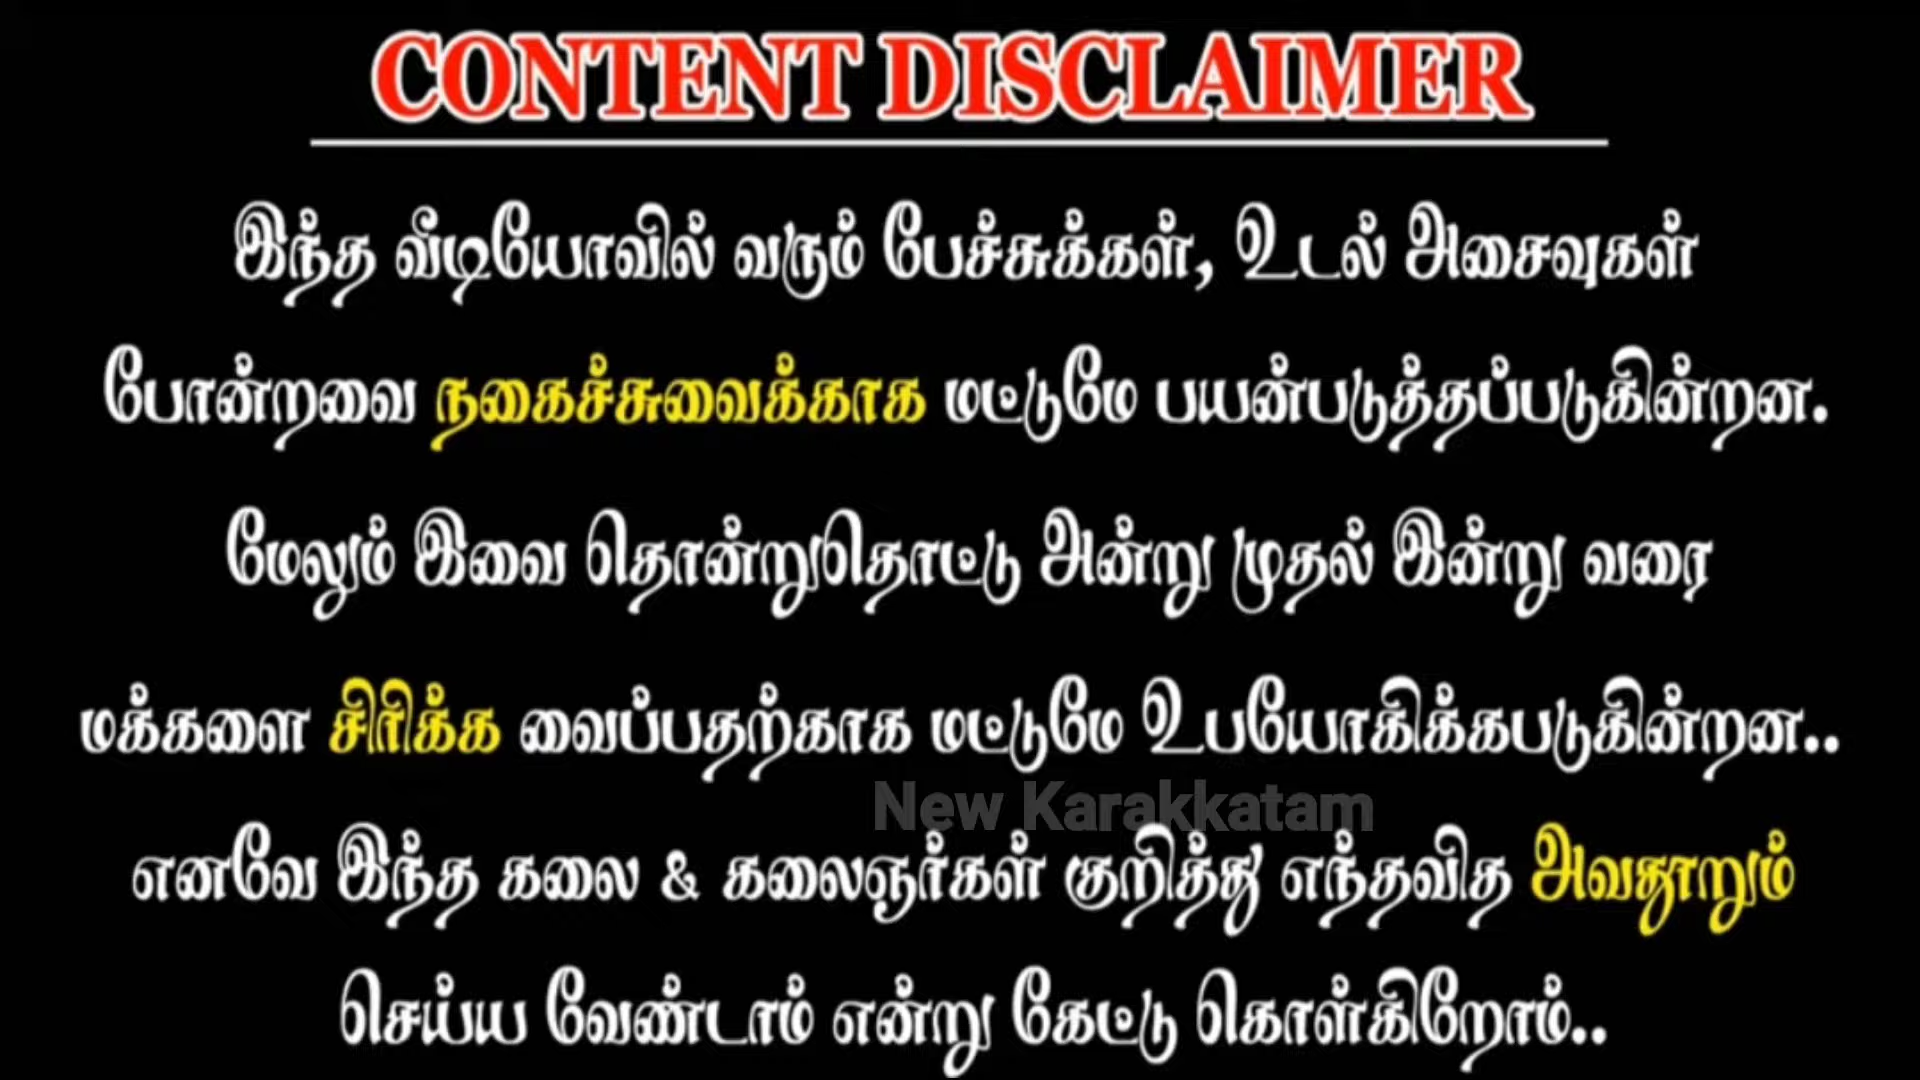 CONTENT DISCLAIMER
இந்த வீடியோவில் வரும் பேச்சுக்கள், உடல் அசைவுகள்
போன்றவை நகைச்சுவைக்காக மட்டுமே பயன்படுத்தப்படுகின்றன.
மேலும் இவை தொன்றுதொட்டு அன்று முதல் இன்று வரை
மக்களை சிரிக்க வைப்பதற்காக மட்டுமே உபயோகிக்கபடுகின்றன..
New Karakkatam
எனவே இந்த கலை & கலைஞர்கள் குறித்து எந்தவித அவதூறும்
செய்ய வேண்டாம் என்று கேட்டு கொள்கிறோம்..